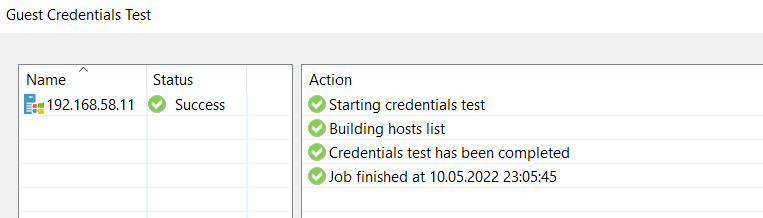 Guest Credentials Test
Name Status
192.168.58.11 Success
Action
Starting credentials test
Building hosts list
Credentials test has been completed
Job finished at 10.05.2022 23:05:45